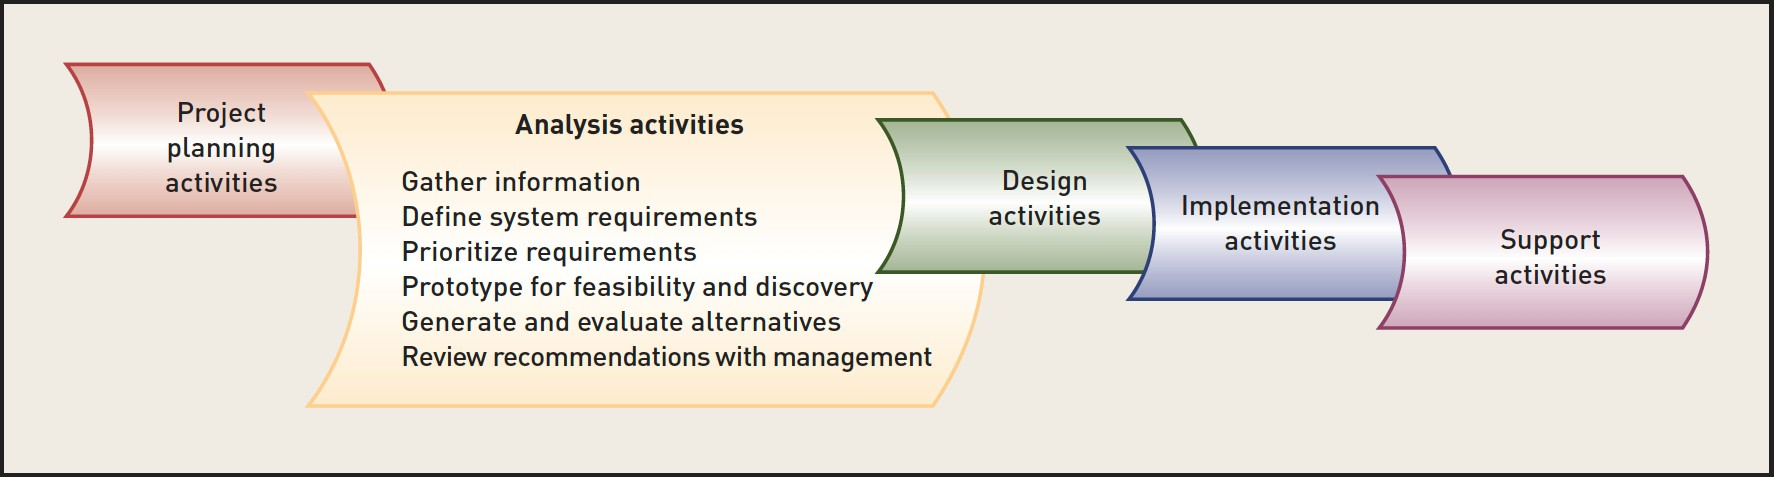 Project
planning
activities
Analysis activities
Gather information
Define system requirements
Prioritize requirements
Prototype for feasibility and discovery
Generate and evaluate alternatives
Review recommendations with management
Design
activities
Implementation
activities
Support
activities